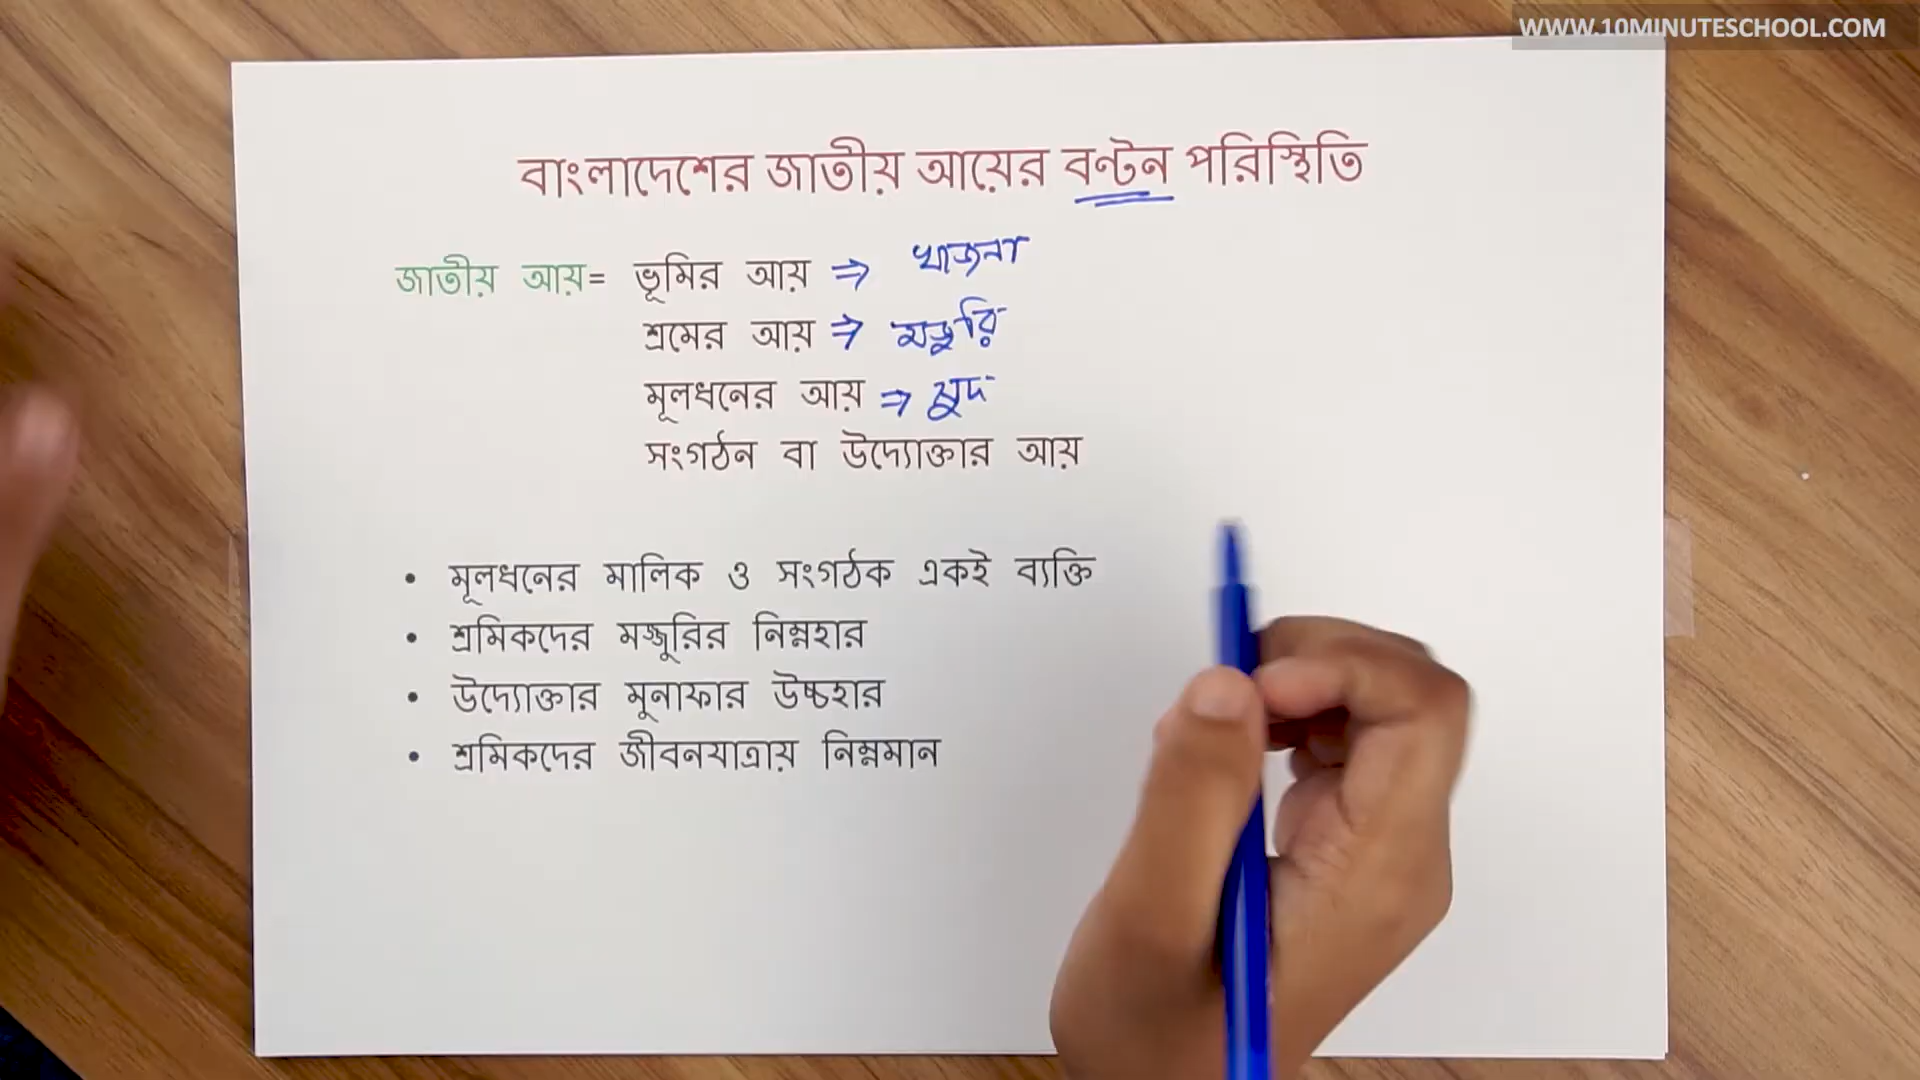 WWW.10MINUTESCHOOL.COM
বাংলাদেশের জাতীয় আয়ের বণ্টন পরিস্থিতি
জাতীয় আয়= ভূমির আয় ⇒ খাজনা
শ্রমের আয় ⇒ মজুরি
মূলধনের আয় ⇒ সুদ
সংগঠন বা উদ্যোক্তার আয়
• মূলধনের মালিক ও সংগঠক একই ব্যক্তি
• শ্রমিকদের মজুরির নিম্নহার
• উদ্যোক্তার মুনাফার উচ্চহার
• শ্রমিকদের জীবনযাত্রায় নিম্নমান